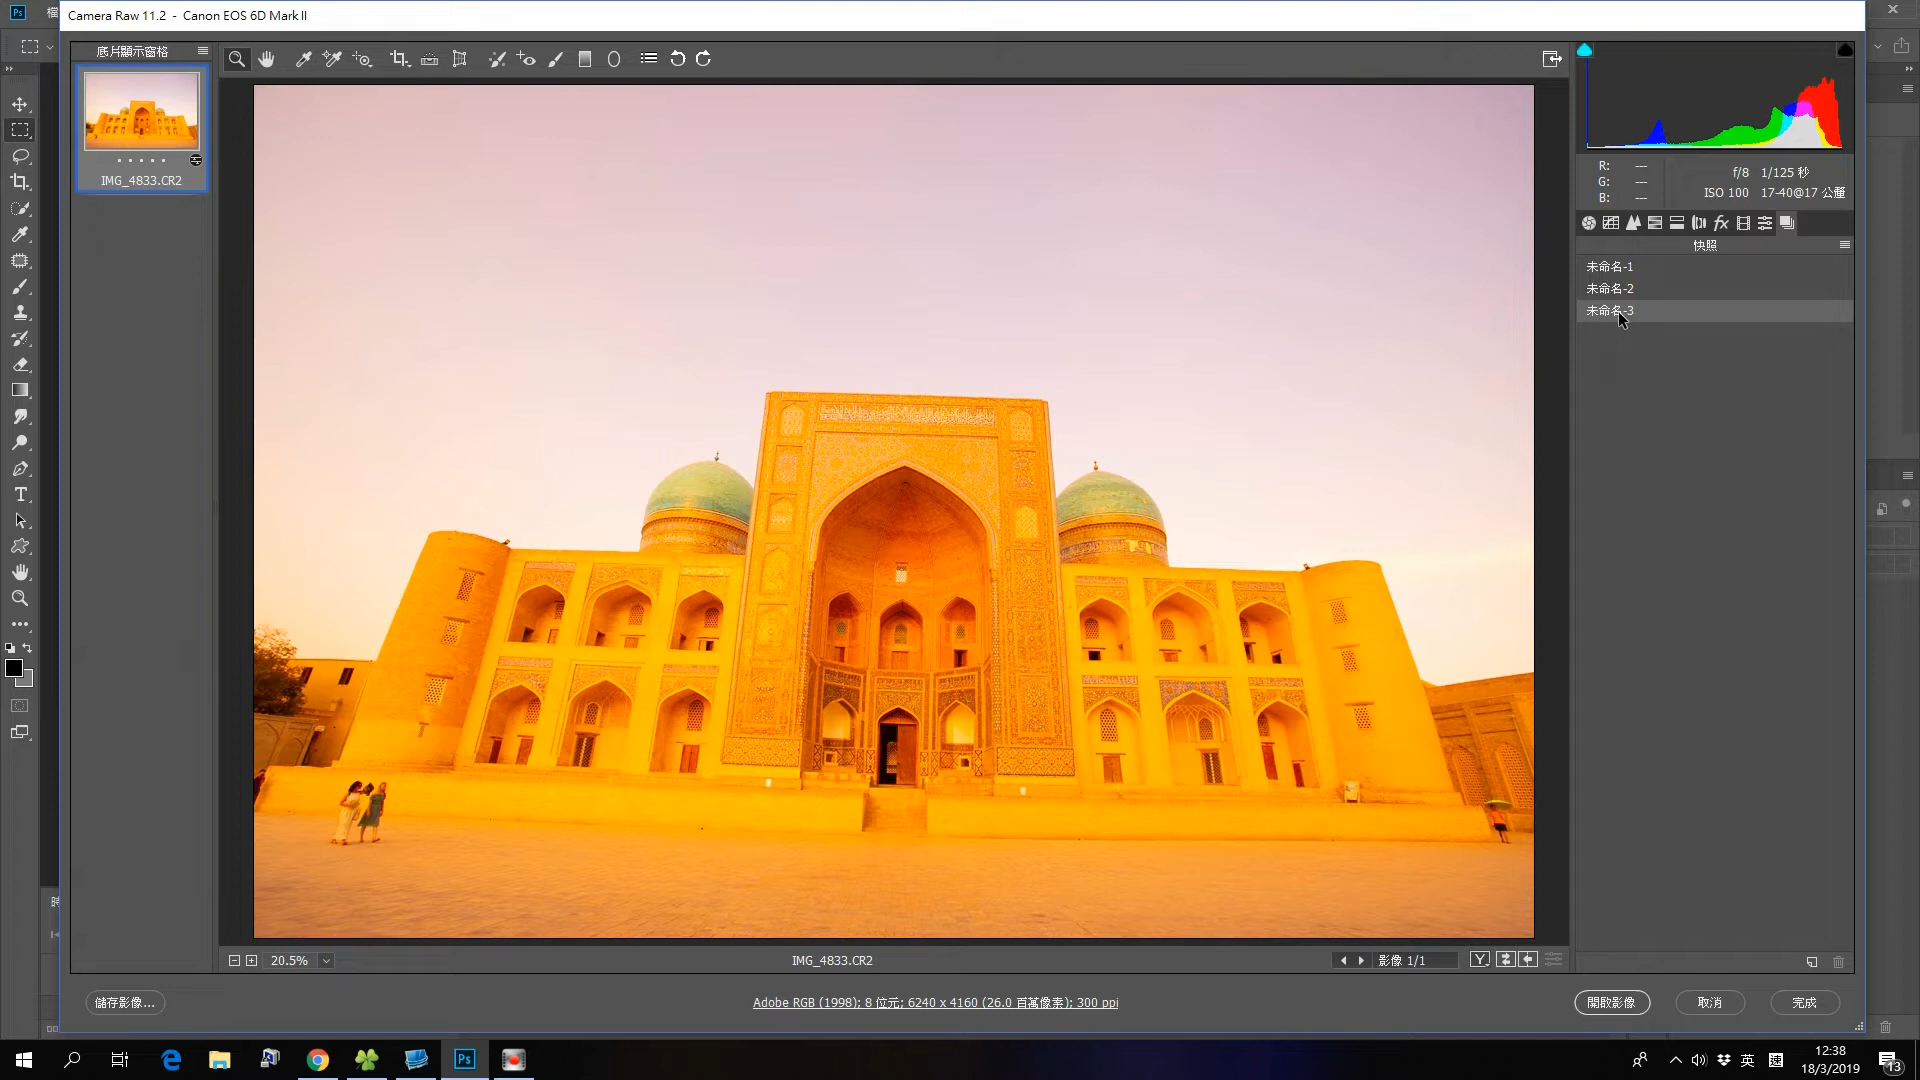 Camera Raw 11.2 - Canon EOS 6D Mark II
底片顯示窗格
IMG_4833.CR2
R: ---
G: ---
B: ---
f/8 1/125 秒
ISO 100 17-40@17 公釐
快照
未命名-1
未命名-2
未命名-3
20.5%
IMG_4833.CR2
影像 1/1
儲存影像...
Adobe RGB (1998); 8 位元; 6240 x 4160 (26.0 百萬像素); 300 ppi
開啟影像
取消
完成
Ps
英
12:38
18/3/2019
13